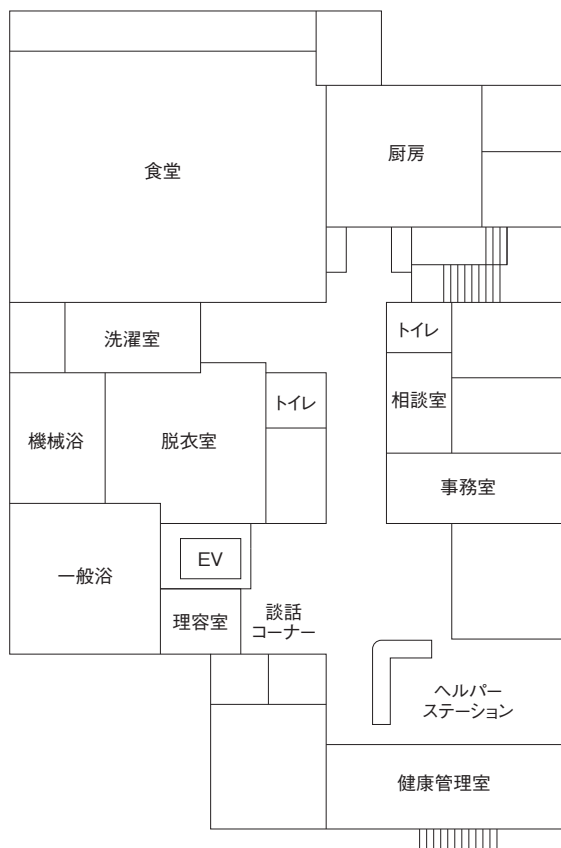 厨房
食堂
トイレ
洗濯室
相談室
トイレ
機械浴
脱衣室
事務室
EV
一般浴
談話
コーナー
理容室
ヘルパー
ステーション
健康管理室